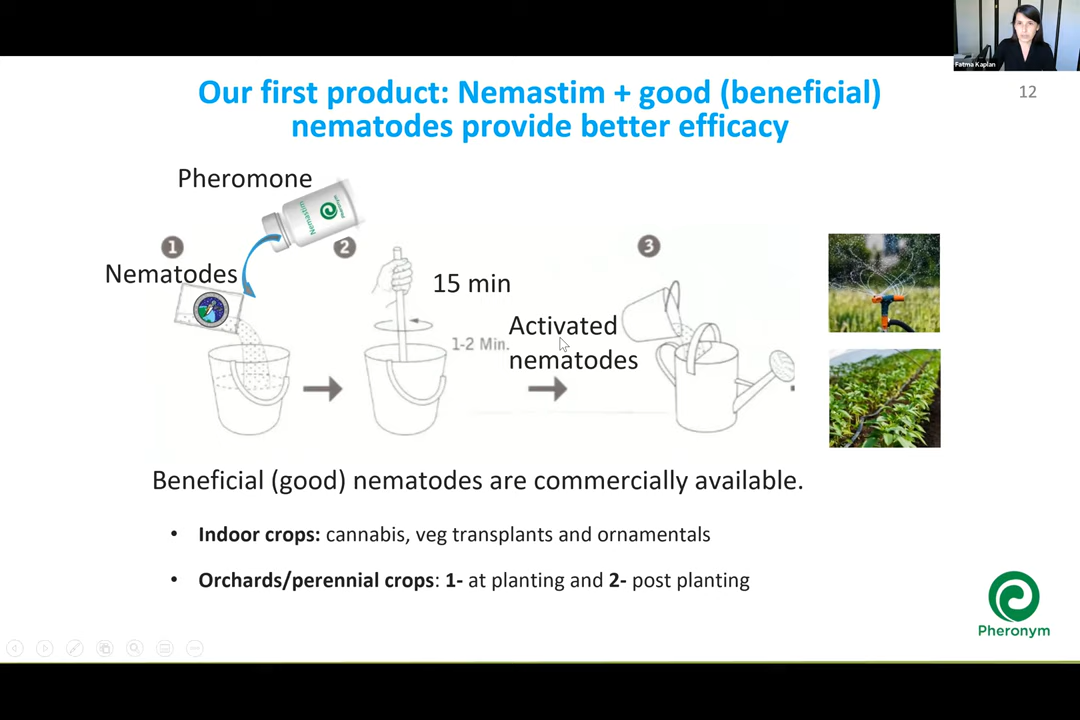 Fatma Kaplan
12
Our first product: Nemastim + good (beneficial)
nematodes provide better efficacy
Pheromone
Nemastim
Pheronym
1
2
3
Nematodes
15 min
1-2 Min.
Activated
nematodes
Beneficial (good) nematodes are commercially available.
• Indoor crops: cannabis, veg transplants and ornamentals
• Orchards/perennial crops: 1- at planting and 2- post planting
Pheronym